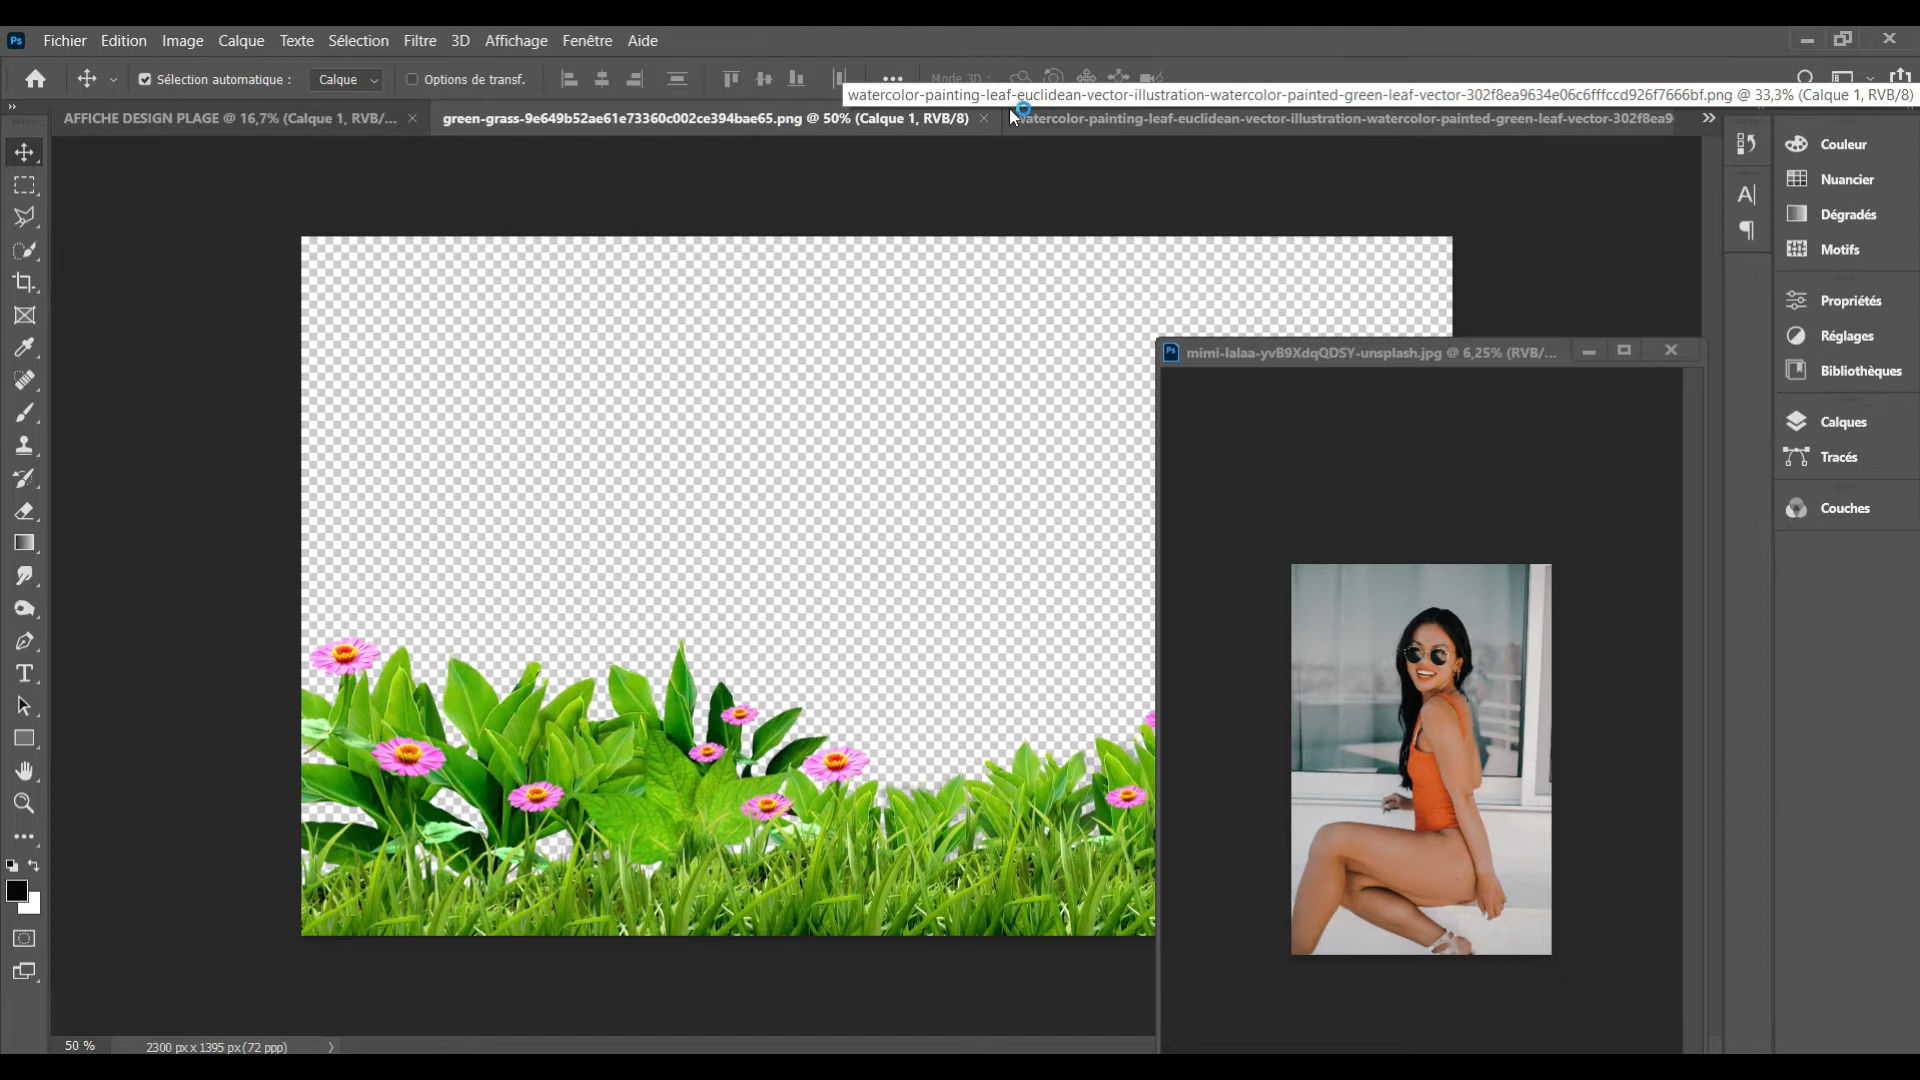 Ps Fichier Edition Image Calque Texte Sélection Filtre 3D Affichage Fenêtre Aide
Sélection automatique : Calque Options de transf. Mode 3D :
watercolor-painting-leaf-euclidean-vector-illustration-watercolor-painted-green-leaf-vector-302f8ea9634e06c6fffccd926f7666bf.png @ 33,3% (Calque 1, RVB/8)
AFFICHE DESIGN PLAGE @ 16,7% (Calque 1, RVB/... green-grass-9e649b52ae61e73360c002ce394bae65.png @ 50% (Calque 1, RVB/8) watercolor-painting-leaf-euclidean-vector-illustration-watercolor-painted-green-leaf-vector-302f8ea9
Couleur
Nuancier
Dégradés
Motifs
Propriétés
Réglages
Ps mimi-lalaa-yvB9XdqQDSY-unsplash.jpg @ 6,25% (RVB/...
Bibliothèques
Calques
Tracés
Couches
50 % 2300 px x 1395 px (72 ppp)